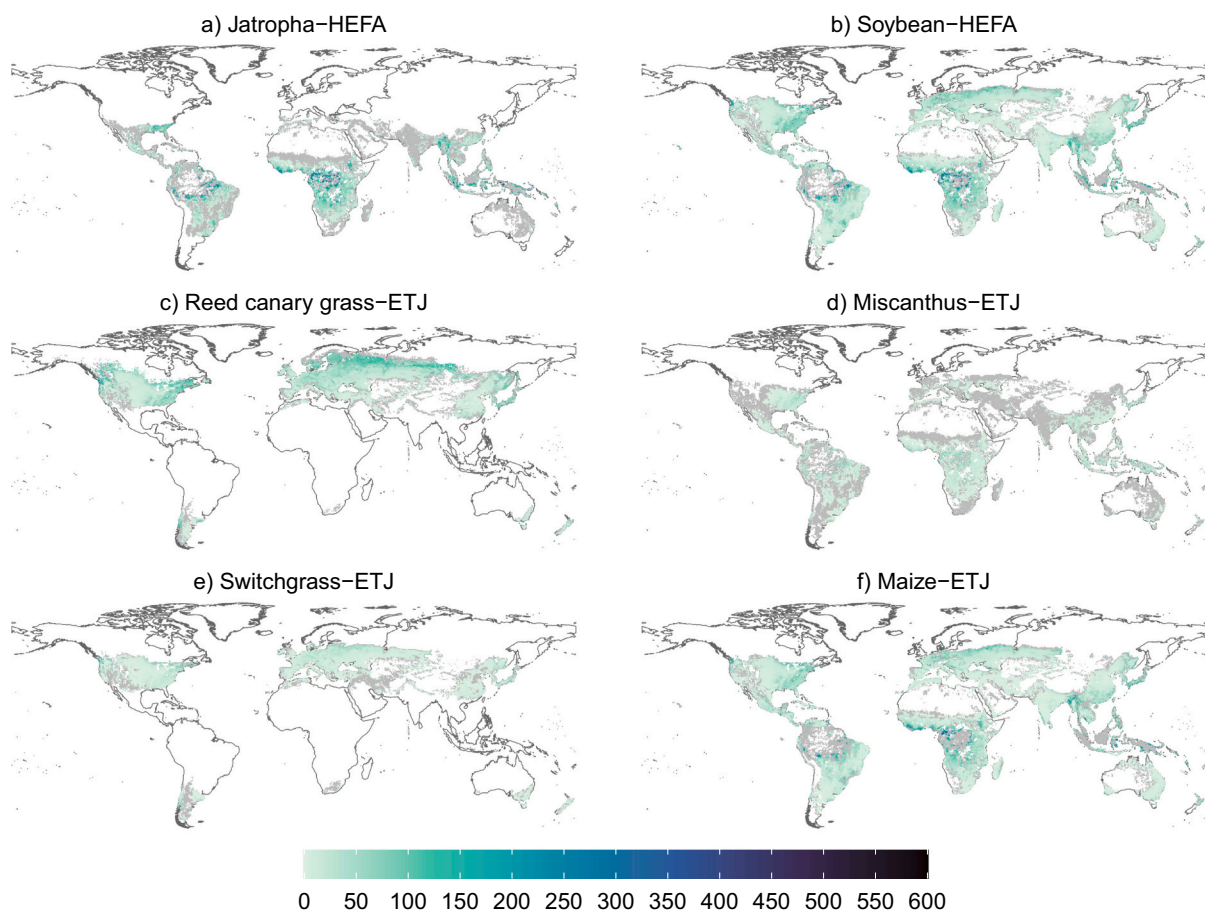 a) Jatropha−HEFA
b) Soybean−HEFA
c) Reed canary grass−ETJ
d) Miscanthus−ETJ
e) Switchgrass−ETJ
f) Maize−ETJ
0 50 100 150 200 250 300 350 400 450 500 550 600